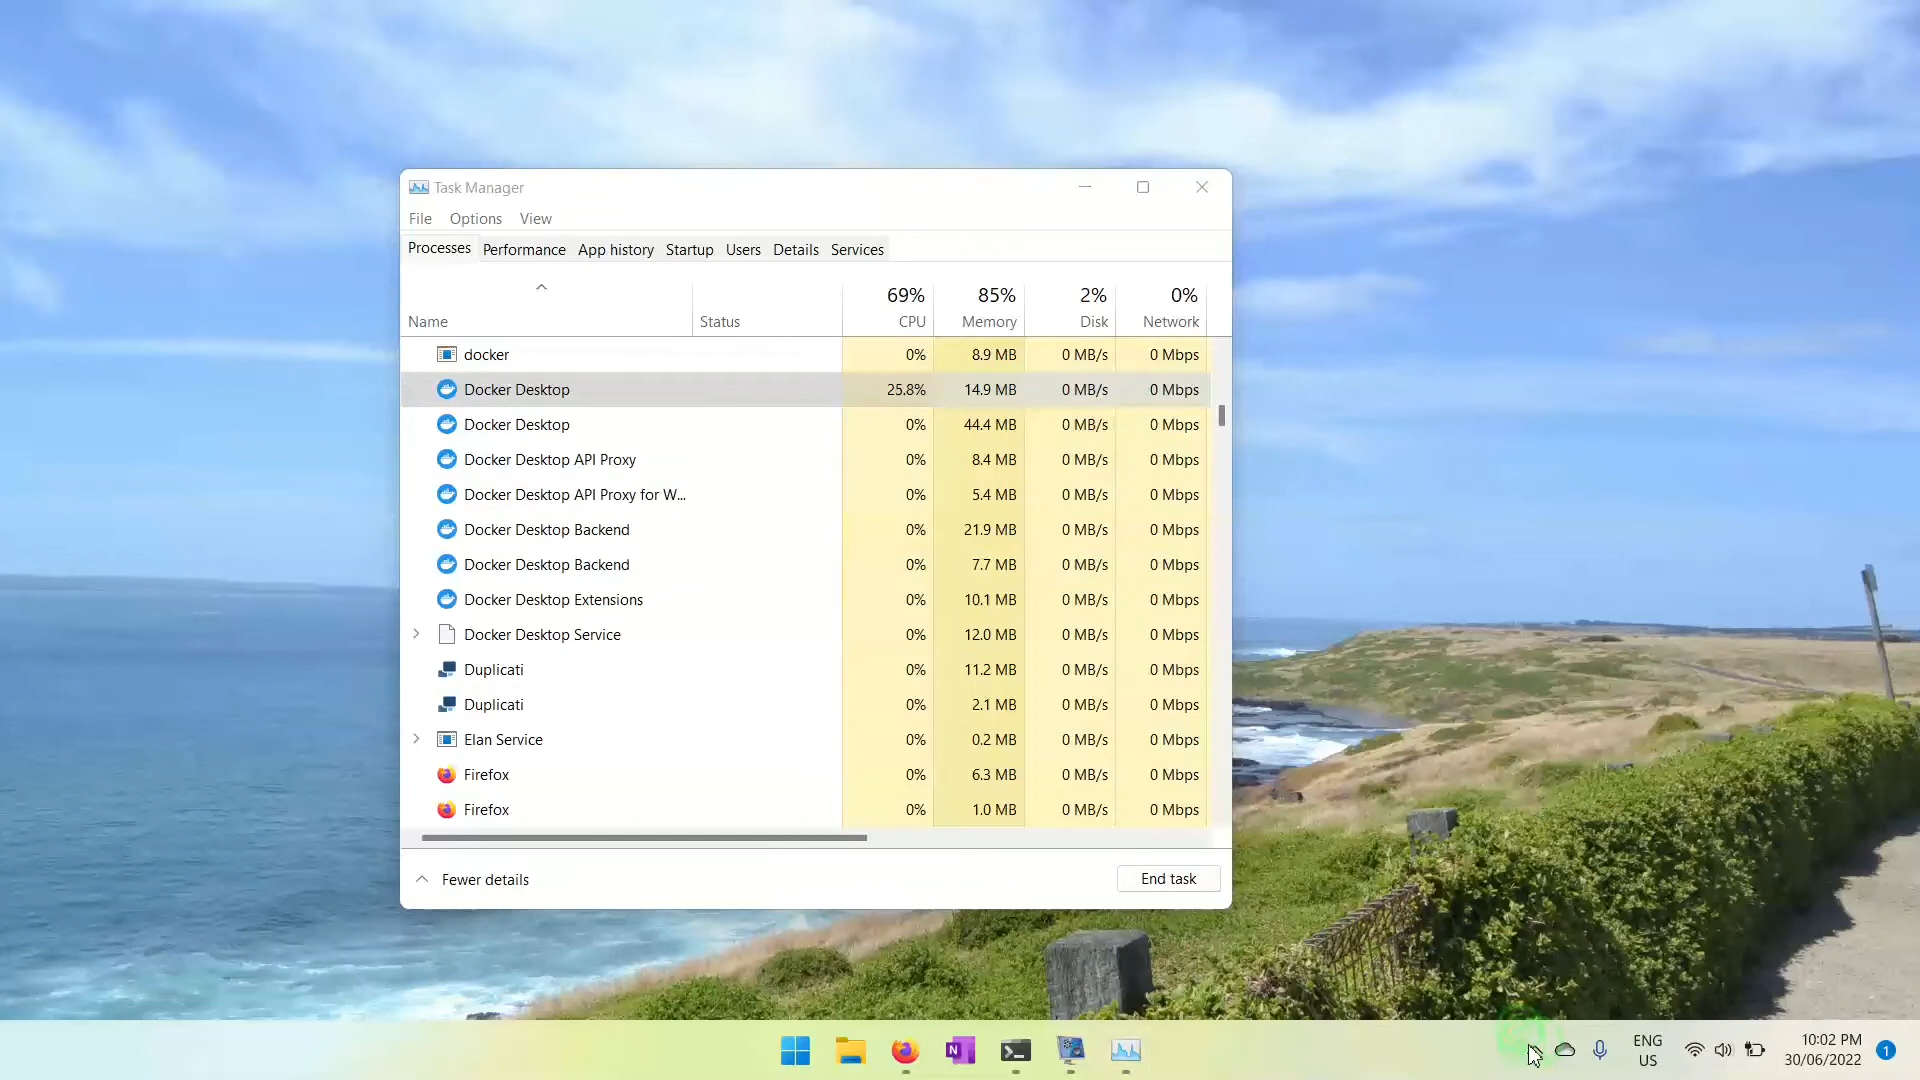 Task Manager
File Options View
Processes Performance App history Startup Users Details Services
69% 85% 2% 0%
Name Status CPU Memory Disk Network
docker 0% 8.9 MB 0 MB/s 0 Mbps
Docker Desktop 25.8% 14.9 MB 0 MB/s 0 Mbps
Docker Desktop 0% 44.4 MB 0 MB/s 0 Mbps
Docker Desktop API Proxy 0% 8.4 MB 0 MB/s 0 Mbps
Docker Desktop API Proxy for W... 0% 5.4 MB 0 MB/s 0 Mbps
Docker Desktop Backend 0% 21.9 MB 0 MB/s 0 Mbps
Docker Desktop Backend 0% 7.7 MB 0 MB/s 0 Mbps
Docker Desktop Extensions 0% 10.1 MB 0 MB/s 0 Mbps
Docker Desktop Service 0% 12.0 MB 0 MB/s 0 Mbps
Duplicati 0% 11.2 MB 0 MB/s 0 Mbps
Duplicati 0% 2.1 MB 0 MB/s 0 Mbps
Elan Service 0% 0.2 MB 0 MB/s 0 Mbps
Firefox 0% 6.3 MB 0 MB/s 0 Mbps
Firefox 0% 1.0 MB 0 MB/s 0 Mbps
Fewer details End task
N
ENG 10:02 PM
US 30/06/2022 1